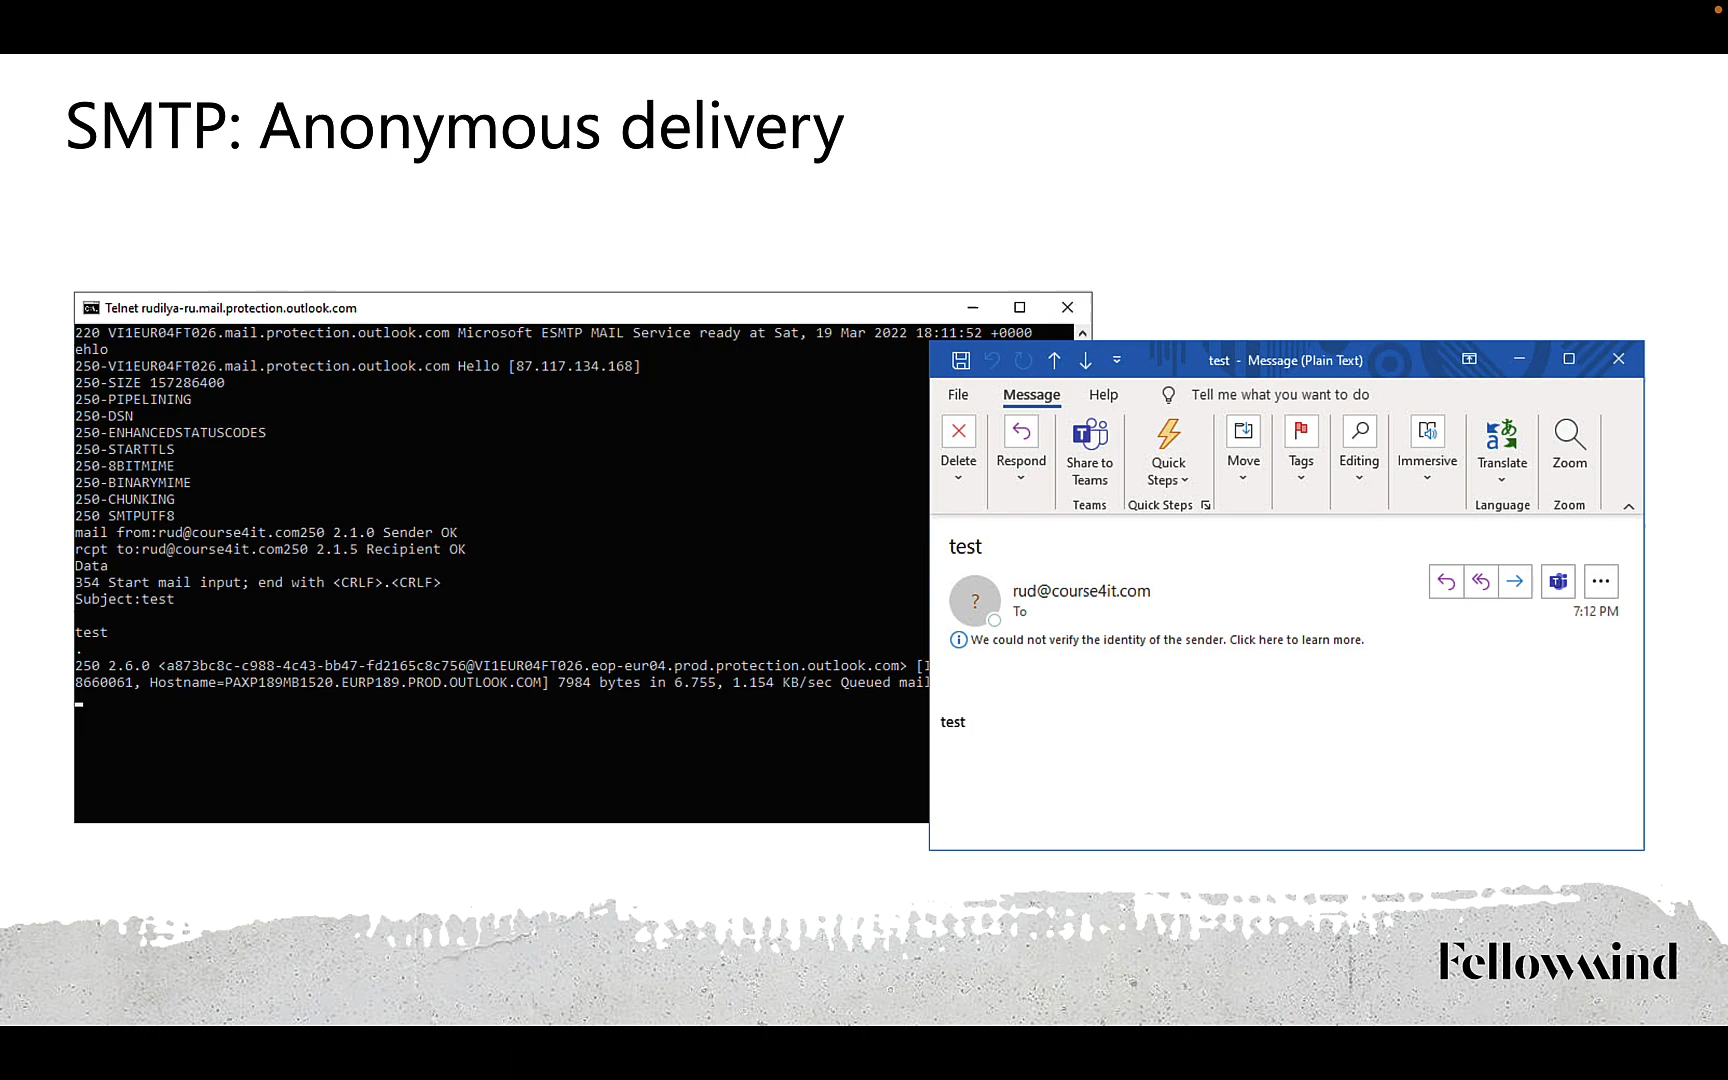 SMTP: Anonymous delivery
Telnet rudilya-ru.mail.protection.outlook.com
220 VI1EUR04FT026.mail.protection.outlook.com Microsoft ESMTP MAIL Service ready at Sat, 19 Mar 2022 18:11:52 +0000
ehlo
250-VI1EUR04FT026.mail.protection.outlook.com Hello [87.117.134.168]
250-SIZE 157286400
250-PIPELINING
250-DSN
250-ENHANCEDSTATUSCODES
250-STARTTLS
250-8BITMIME
250-BINARYMIME
250-CHUNKING
250 SMTPUTF8
mail from:rud@course4it.com250 2.1.0 Sender OK
rcpt to:rud@course4it.com250 2.1.5 Recipient OK
Data
354 Start mail input; end with <CRLF>.<CRLF>
Subject:test
test
.
250 2.6.0 <a873bc8c-c988-4c43-bb47-fd2165c8c756@VI1EUR04FT026.eop-eur04.prod.protection.outlook.com> [
8660061, Hostname=PAXP189MB1520.EURP189.PROD.OUTLOOK.COM] 7984 bytes in 6.755, 1.154 KB/sec Queued mail
test - Message (Plain Text)
File Message Help Tell me what you want to do
Delete Respond Share to Teams Quick Steps Move Tags Editing Immersive Translate Zoom
Teams Quick Steps Language Zoom
test
rud@course4it.com
To
7:12 PM
We could not verify the identity of the sender. Click here to learn more.
test
Fellowmind